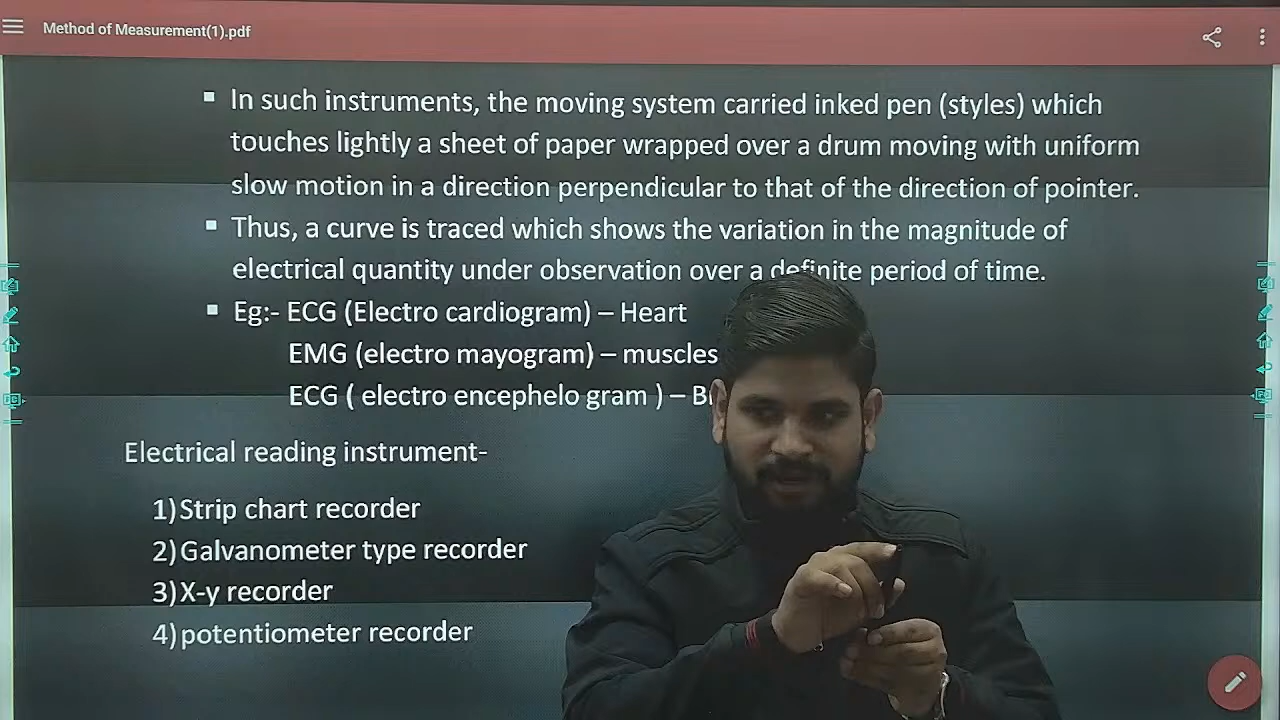 Method of Measurement(1).pdf
In such instruments, the moving system carried inked pen (styles) which
touches lightly a sheet of paper wrapped over a drum moving with uniform
slow motion in a direction perpendicular to that of the direction of pointer.
Thus, a curve is traced which shows the variation in the magnitude of
electrical quantity under observation over a definite period of time.
Eg:- ECG (Electro cardiogram) – Heart
EMG (electro mayogram) – muscles
ECG ( electro encephelo gram ) –
Electrical reading instrument-
1) Strip chart recorder
2) Galvanometer type recorder
3) X-y recorder
4) potentiometer recorder